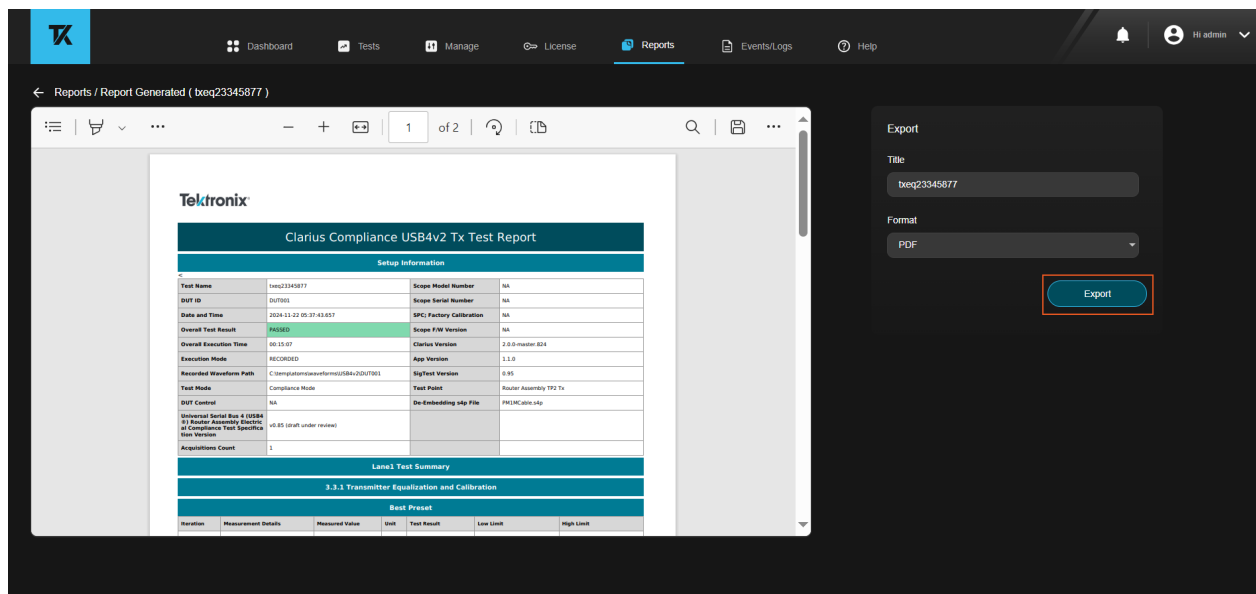 TK
Dashboard
Tests
Manage
License
Reports
Events/Logs
Help
Hi admin
Reports / Report Generated ( txeq23345877 )
1 of 2
Tektronix
Clarius Compliance USB4v2 Tx Test Report
Setup Information
<
Test Name txeq23345877 Scope Model Number NA
DUT ID DUT001 Scope Serial Number NA
Date and Time 2024-11-22 05:37:43.657 SPC; Factory Calibration NA
Overall Test Result PASSED Scope F/W Version NA
Overall Execution Time 00:15:07 Clarius Version 2.0.0-master.824
Execution Mode RECORDED App Version 1.1.0
Recorded Waveform Path C:\temp\atoms\waveforms\USB4v2\DUT001 SigTest Version 0.95
Test Mode Compliance Mode Test Point Router Assembly TP2 Tx
DUT Control NA De-Embedding s4p File PM1MCable.s4p
Universal Serial Bus 4 (USB4
®) Router Assembly Electric
al Compliance Test Specifica
tion Version
v0.85 (draft under review)
Acquisitions Count 1
Lane1 Test Summary
3.3.1 Transmitter Equalization and Calibration
Best Preset
Iteration Measurement Details Measured Value Unit Test Result Low Limit High Limit
Export
Title
txeq23345877
Format
PDF
Export